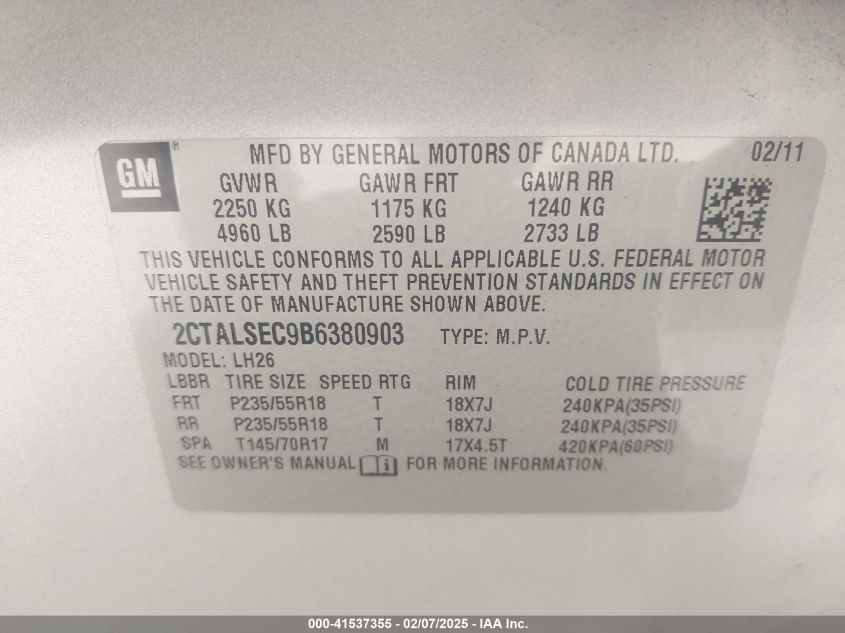 GM® MFD BY GENERAL MOTORS OF CANADA LTD. 02/11
GVWR GAWR FRT GAWR RR
2250 KG 1175 KG 1240 KG
4960 LB 2590 LB 2733 LB
THIS VEHICLE CONFORMS TO ALL APPLICABLE U.S. FEDERAL MOTOR
VEHICLE SAFETY AND THEFT PREVENTION STANDARDS IN EFFECT ON
THE DATE OF MANUFACTURE SHOWN ABOVE.
2CTALSEC9B6380903 TYPE: M.P.V.
MODEL: LH26
LBBR TIRE SIZE SPEED RTG RIM COLD TIRE PRESSURE
FRT P235/55R18 T 18X7J 240KPA(35PSI)
RR P235/55R18 T 18X7J 240KPA(35PSI)
SPA T145/70R17 M 17X4.5T 420KPA(60PSI)
SEE OWNER'S MANUAL FOR MORE INFORMATION.
000-41537355 - 02/07/2025 - IAA Inc.